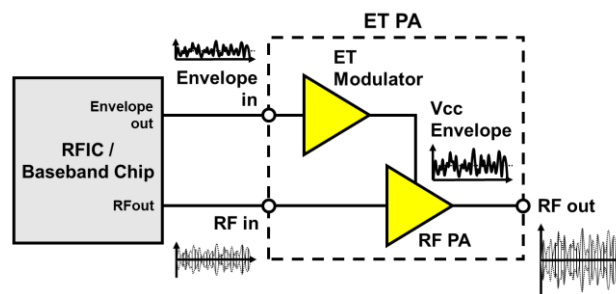 ET PA
Envelope
in
ET
Modulator
Envelope
out
RFIC /
Baseband Chip
Vcc
Envelope
RFout
RF in
RF PA
RF out